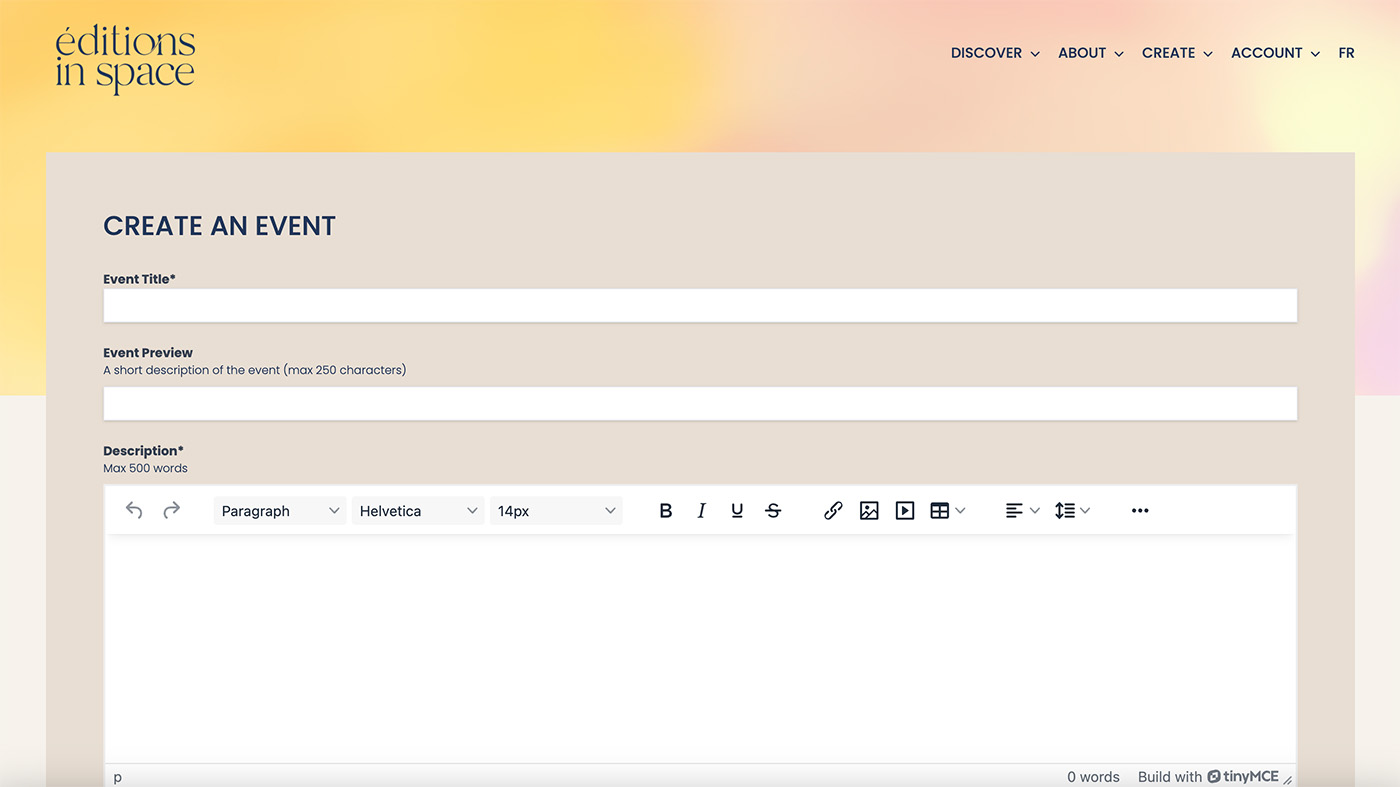 éditions
in space
DISCOVER ABOUT CREATE ACCOUNT FR
CREATE AN EVENT
Event Title*
Event Preview
A short description of the event (max 250 characters)
Description*
Max 500 words
Paragraph Helvetica 14px B I U S
p 0 words Build with tinyMCE